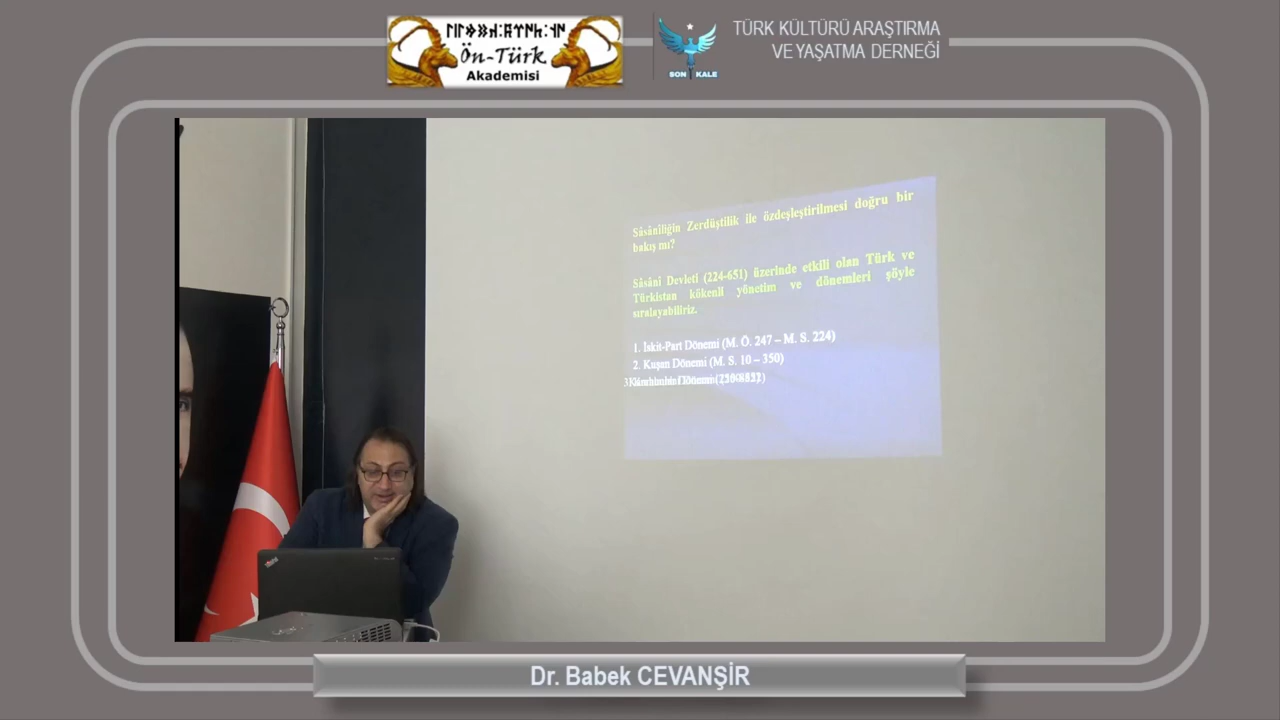 Ön-Türk
Akademisi
SON KALE
TÜRK KÜLTÜRÜ ARAŞTIRMA
VE YAŞATMA DERNEĞİ
Sâsânîliğin Zerdüştilik ile özdeşleştirilmesi doğru bir
bakış mı?
Sâsâni Devleti (224-651) üzerinde etkili olan Türk ve
Türkistan kökenli yönetim ve dönemleri şöyle
sıralayabiliriz.
1. İskit-Part Dönemi (M. Ö. 247 – M. S. 224)
2. Kuşan Dönemi (M. S. 10 – 350)
Dr. Babek CEVANŞİR